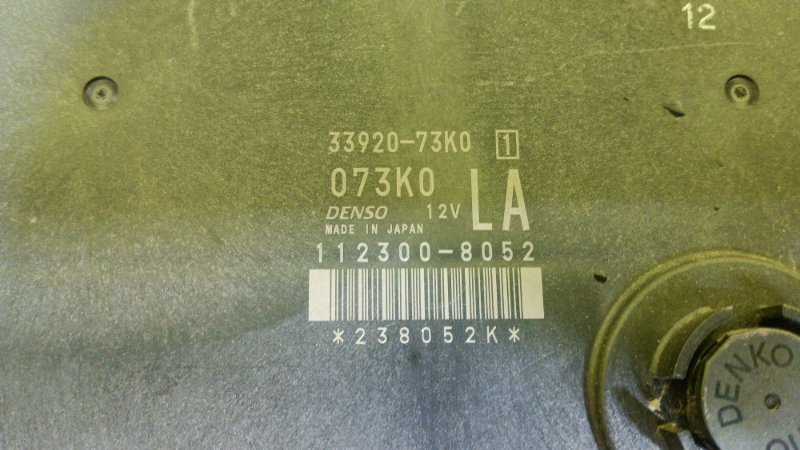 12
33920-73K0 1
073K0
DENSO 12V LA
MADE IN JAPAN
112300-8052
*238052K*
DENKO